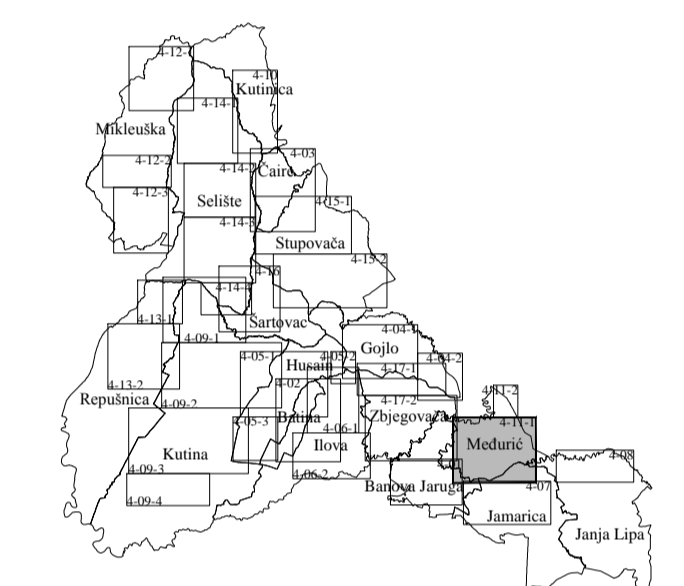 4-12-
4-10
Kutinica
4-14-1
Mikleuška
4-03
4-12-2
4-14-2
Čaire
4-12-3
Selište
4-15-1
4-14-3
Stupovača
4-15-2
4-16
4-14-4
4-13-1
Šartovac
4-04-1
4-09-1
Gojlo
4-05-1
4-05-2
4-04-2
Husain
4-17-1
4-13-2
4-02
4-11-2
Repušnica
4-09-2
4-17-2
Batina
Zbjegovača
4-05-3
4-06-1
4-11-1
Ilova
Međurić
Kutina
4-08
4-09-3
4-06-2
Banova Jaruga
4-07
4-09-4
Jamarica
Janja Lipa